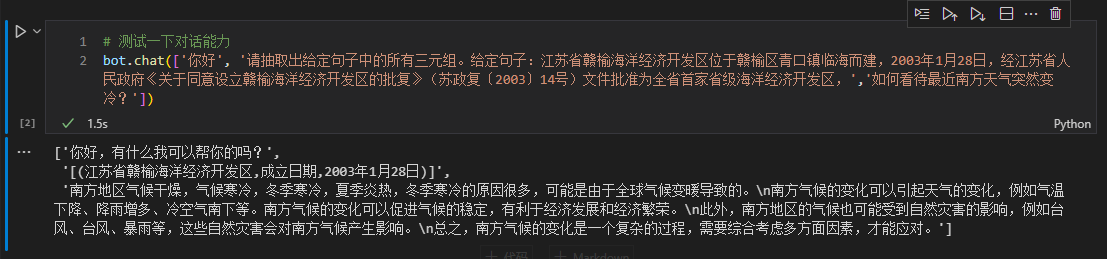 1 # 测试一下对话能力
2 bot.chat(['你好', '请抽取出给定句子中的所有三元组。给定句子：江苏省赣榆海洋经济开发区位于赣榆区青口镇临海而建，2003年1月28日，经江苏省人
民政府《关于同意设立赣榆海洋经济开发区的批复》（苏政复〔2003〕14号）文件批准为全省首家省级海洋经济开发区，','如何看待最近南方天气突然变
冷？'])
[2] 1.5s Python
['你好，有什么我可以帮你的吗？',
'[(江苏省赣榆海洋经济开发区,成立日期,2003年1月28日)]',
'南方地区气候干燥，气候寒冷，冬季寒冷，夏季炎热，冬季寒冷的原因很多，可能是由于全球气候变暖导致的。\n南方气候的变化可以引起天气的变化，例如气温
下降、降雨增多、冷空气南下等。南方气候的变化可以促进气候的稳定，有利于经济发展和经济繁荣。\n此外，南方地区的气候也可能受到自然灾害的影响，例如台
风、台风、暴雨等，这些自然灾害会对南方气候产生影响。\n总之，南方气候的变化是一个复杂的过程，需要综合考虑多方面因素，才能应对。']
+ 代码 + Markdown